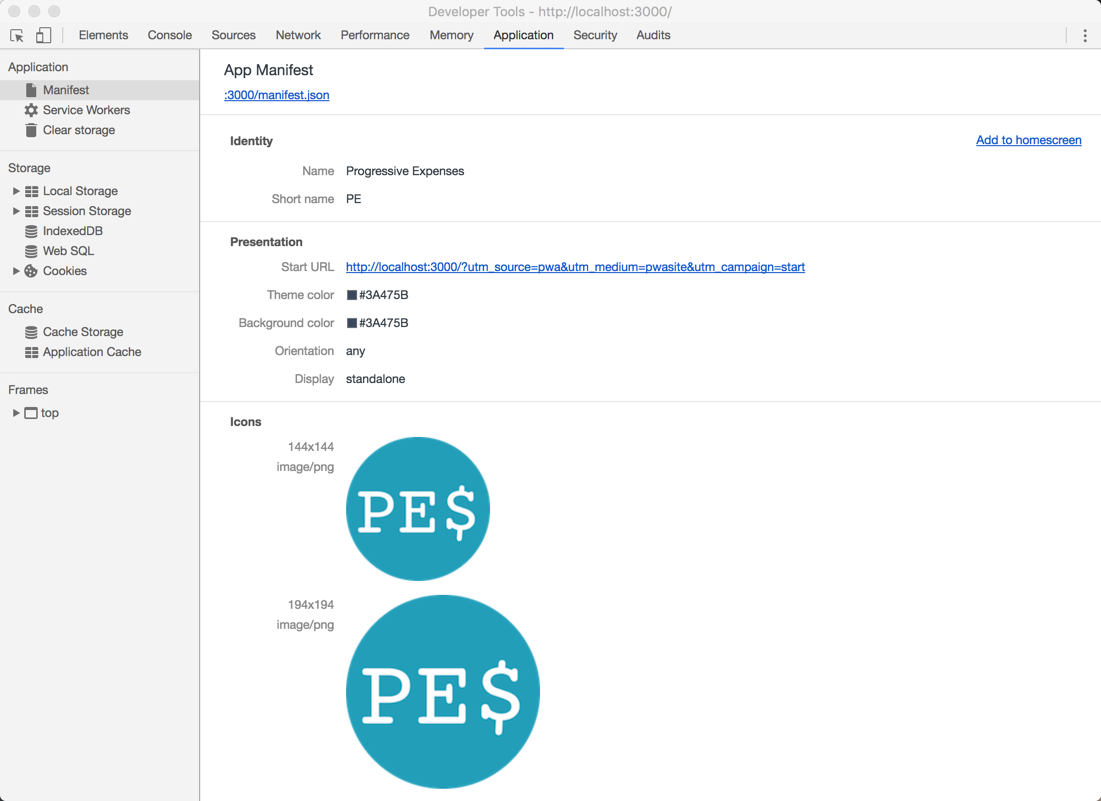 Developer Tools - http://localhost:3000/
Elements Console Sources Network Performance Memory Application Security Audits
Application
Manifest
Service Workers
Clear storage
Storage
Local Storage
Session Storage
IndexedDB
Web SQL
Cookies
Cache
Cache Storage
Application Cache
Frames
top
App Manifest
:3000/manifest.json
Identity Add to homescreen
Name Progressive Expenses
Short name PE
Presentation
Start URL http://localhost:3000/?utm_source=pwa&utm_medium=pwasite&utm_campaign=start
Theme color #3A475B
Background color #3A475B
Orientation any
Display standalone
Icons
144x144
image/png
PE$
194x194
image/png
PE$